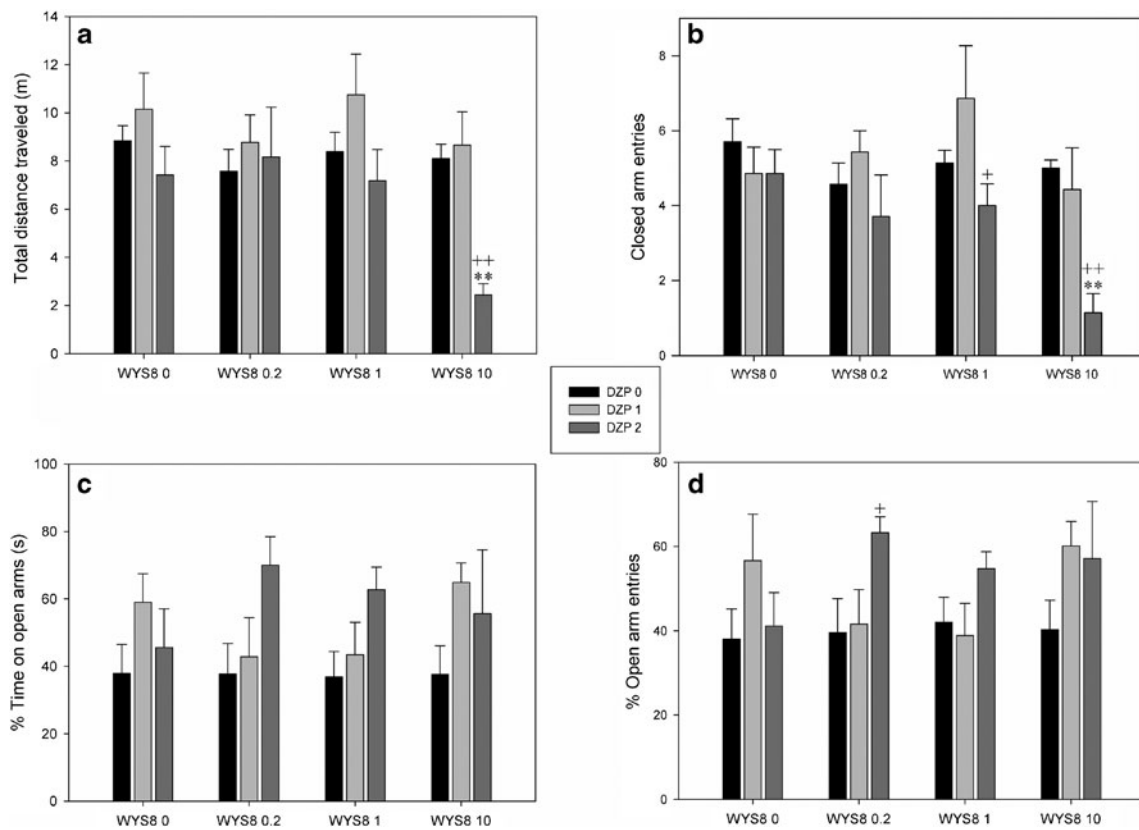 a
Total distance traveled (m)
14
12
10
8
6
4
2
0
++
**
WYS8 0 WYS8 0.2 WYS8 1 WYS8 10
b
Closed arm entries
8
6
4
2
0
+
++
**
WYS8 0 WYS8 0.2 WYS8 1 WYS8 10
DZP 0
DZP 1
DZP 2
c
% Time on open arms (s)
100
80
60
40
20
0
WYS8 0 WYS8 0.2 WYS8 1 WYS8 10
d
% Open arm entries
80
60
40
20
0
+
WYS8 0 WYS8 0.2 WYS8 1 WYS8 10